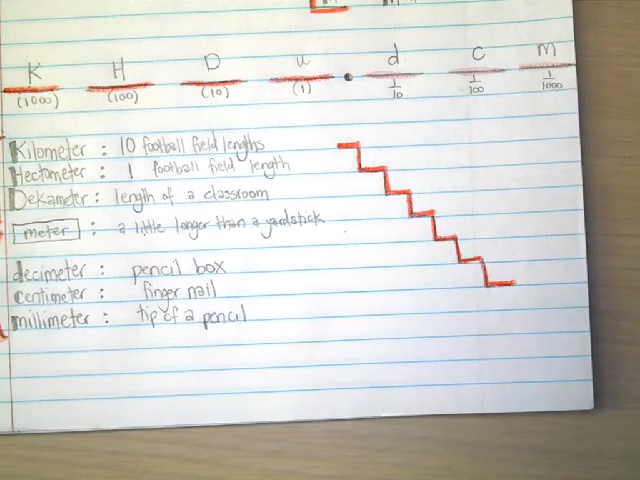 K H D u . d c m
(1000) (100) (10) (1) 1/10 1/100 1/1000
Kilometer : 10 football field lengths
Hectometer : 1 football field length
Dekameter : length of a classroom
meter : a little longer than a yardstick
decimeter : pencil box
centimeter : finger nail
millimeter : tip of a pencil